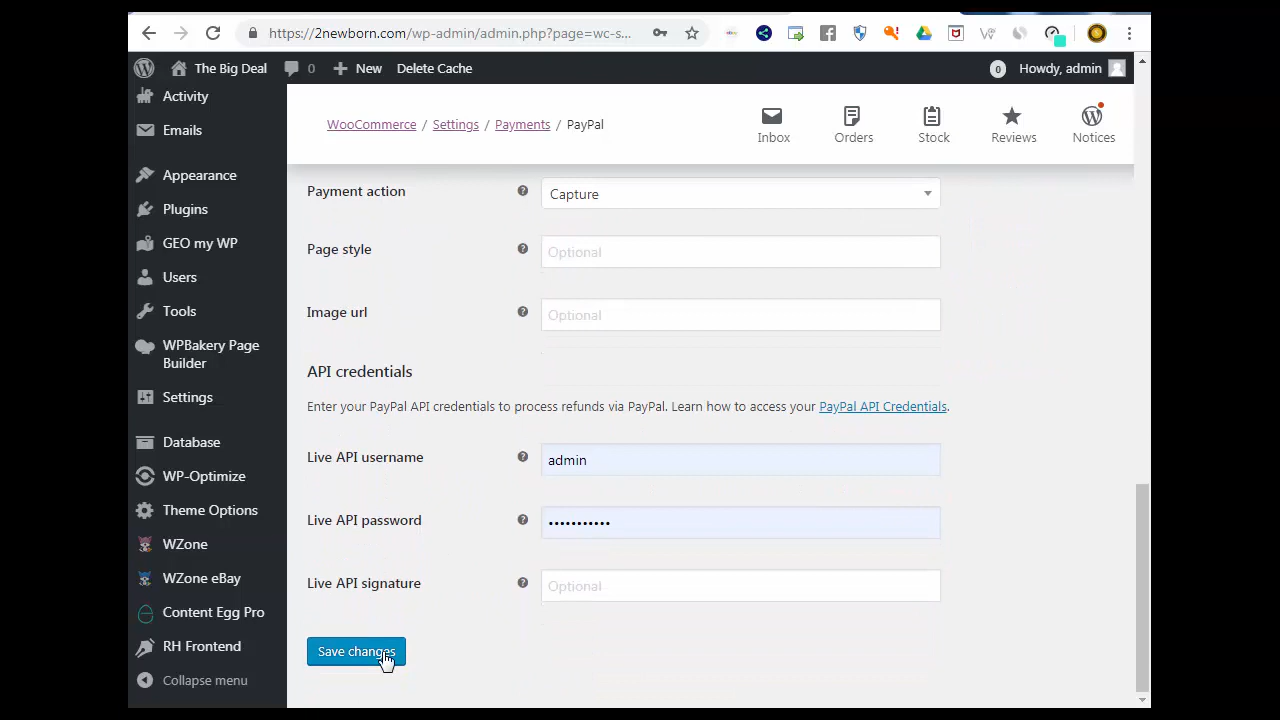 https://2newborn.com/wp-admin/admin.php?page=wc-s...
The Big Deal 0 New Delete Cache 0 Howdy, admin
Activity
Emails
Appearance
Plugins
GEO my WP
Users
Tools
WPBakery Page
Builder
Settings
Database
WP-Optimize
Theme Options
WZone
WZone eBay
Content Egg Pro
RH Frontend
Collapse menu
WooCommerce / Settings / Payments / PayPal
Inbox Orders Stock Reviews Notices
Payment action Capture
Page style Optional
Image url Optional
API credentials
Enter your PayPal API credentials to process refunds via PayPal. Learn how to access your PayPal API Credentials.
Live API username admin
Live API password •••••••••••
Live API signature Optional
Save changes